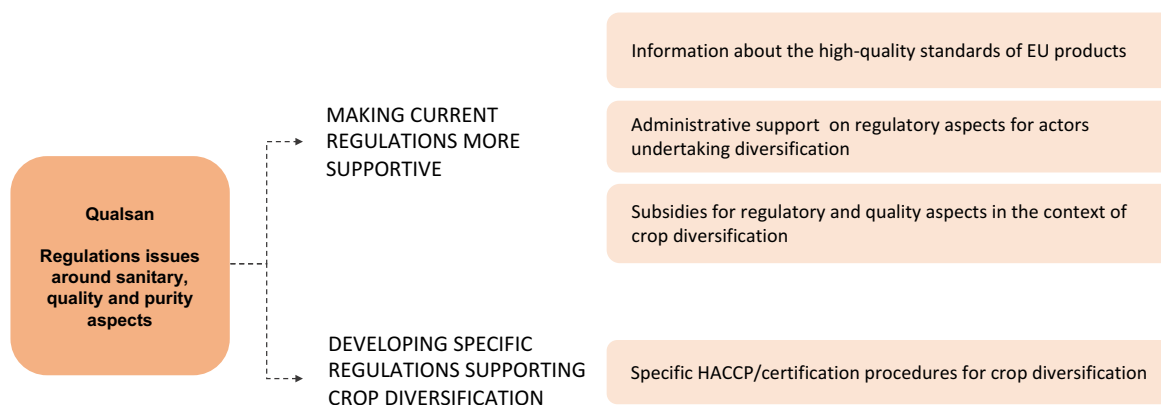 Qualsan
Regulations issues
around sanitary,
quality and purity
aspects
MAKING CURRENT
REGULATIONS MORE
SUPPORTIVE
Information about the high-quality standards of EU products
Administrative support on regulatory aspects for actors
undertaking diversification
Subsidies for regulatory and quality aspects in the context of
crop diversification
DEVELOPING SPECIFIC
REGULATIONS SUPPORTING
CROP DIVERSIFICATION
Specific HACCP/certification procedures for crop diversification